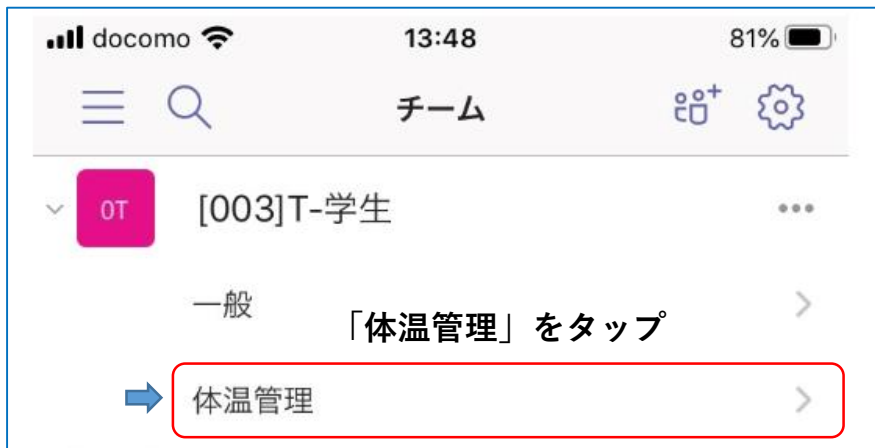 docomo 13:48 81%
チーム
OT [003]T-学生
一般
「体温管理」をタップ
体温管理